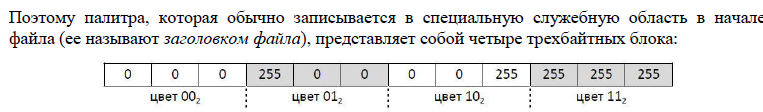 Поэтому палитра, которая обычно записывается в специальную служебную область в начале
файла (ее называют заголовком файла), представляет собой четыре трехбайтных блока:
0 0 0 255 0 0 0 0 255 255 255 255
цвет 00₂ цвет 01₂ цвет 10₂ цвет 11₂